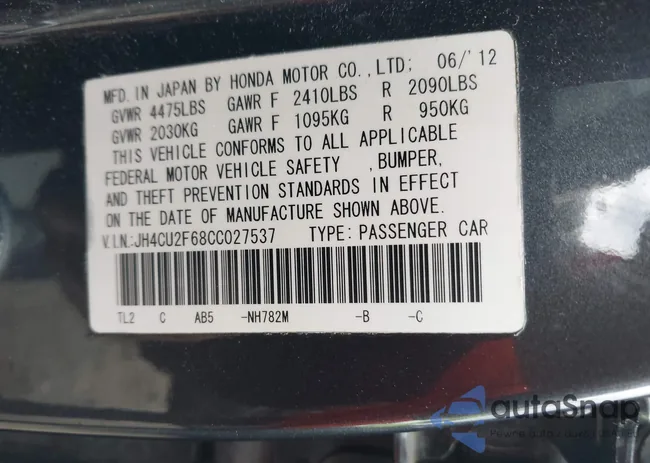 MFD. IN JAPAN BY HONDA MOTOR CO.,LTD; 06/'12
GVWR 4475LBS GAWR F 2410LBS R 2090LBS
GVWR 2030KG GAWR F 1095KG R 950KG
THIS VEHICLE CONFORMS TO ALL APPLICABLE
FEDERAL MOTOR VEHICLE SAFETY , BUMPER,
AND THEFT PREVENTION STANDARDS IN EFFECT
ON THE DATE OF MANUFACTURE SHOWN ABOVE.
V.I.N.:JH4CU2F68CC027537 TYPE: PASSENGER CAR
TL2 C AB5 -NH782M -B -C
autoSnap
Pewne auto